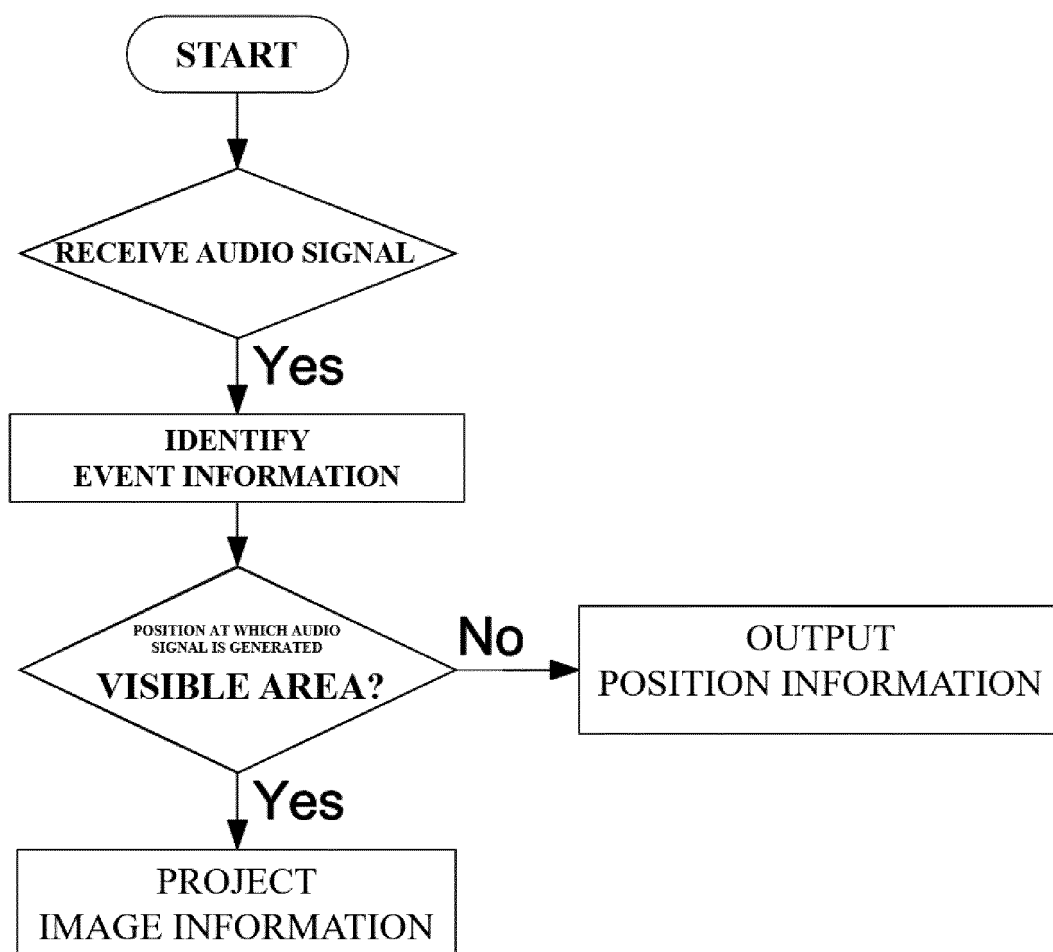 START
RECEIVE AUDIO SIGNAL
Yes
IDENTIFY
EVENT INFORMATION
POSITION AT WHICH AUDIO
SIGNAL IS GENERATED
VISIBLE AREA?
No
OUTPUT
POSITION INFORMATION
Yes
PROJECT
IMAGE INFORMATION